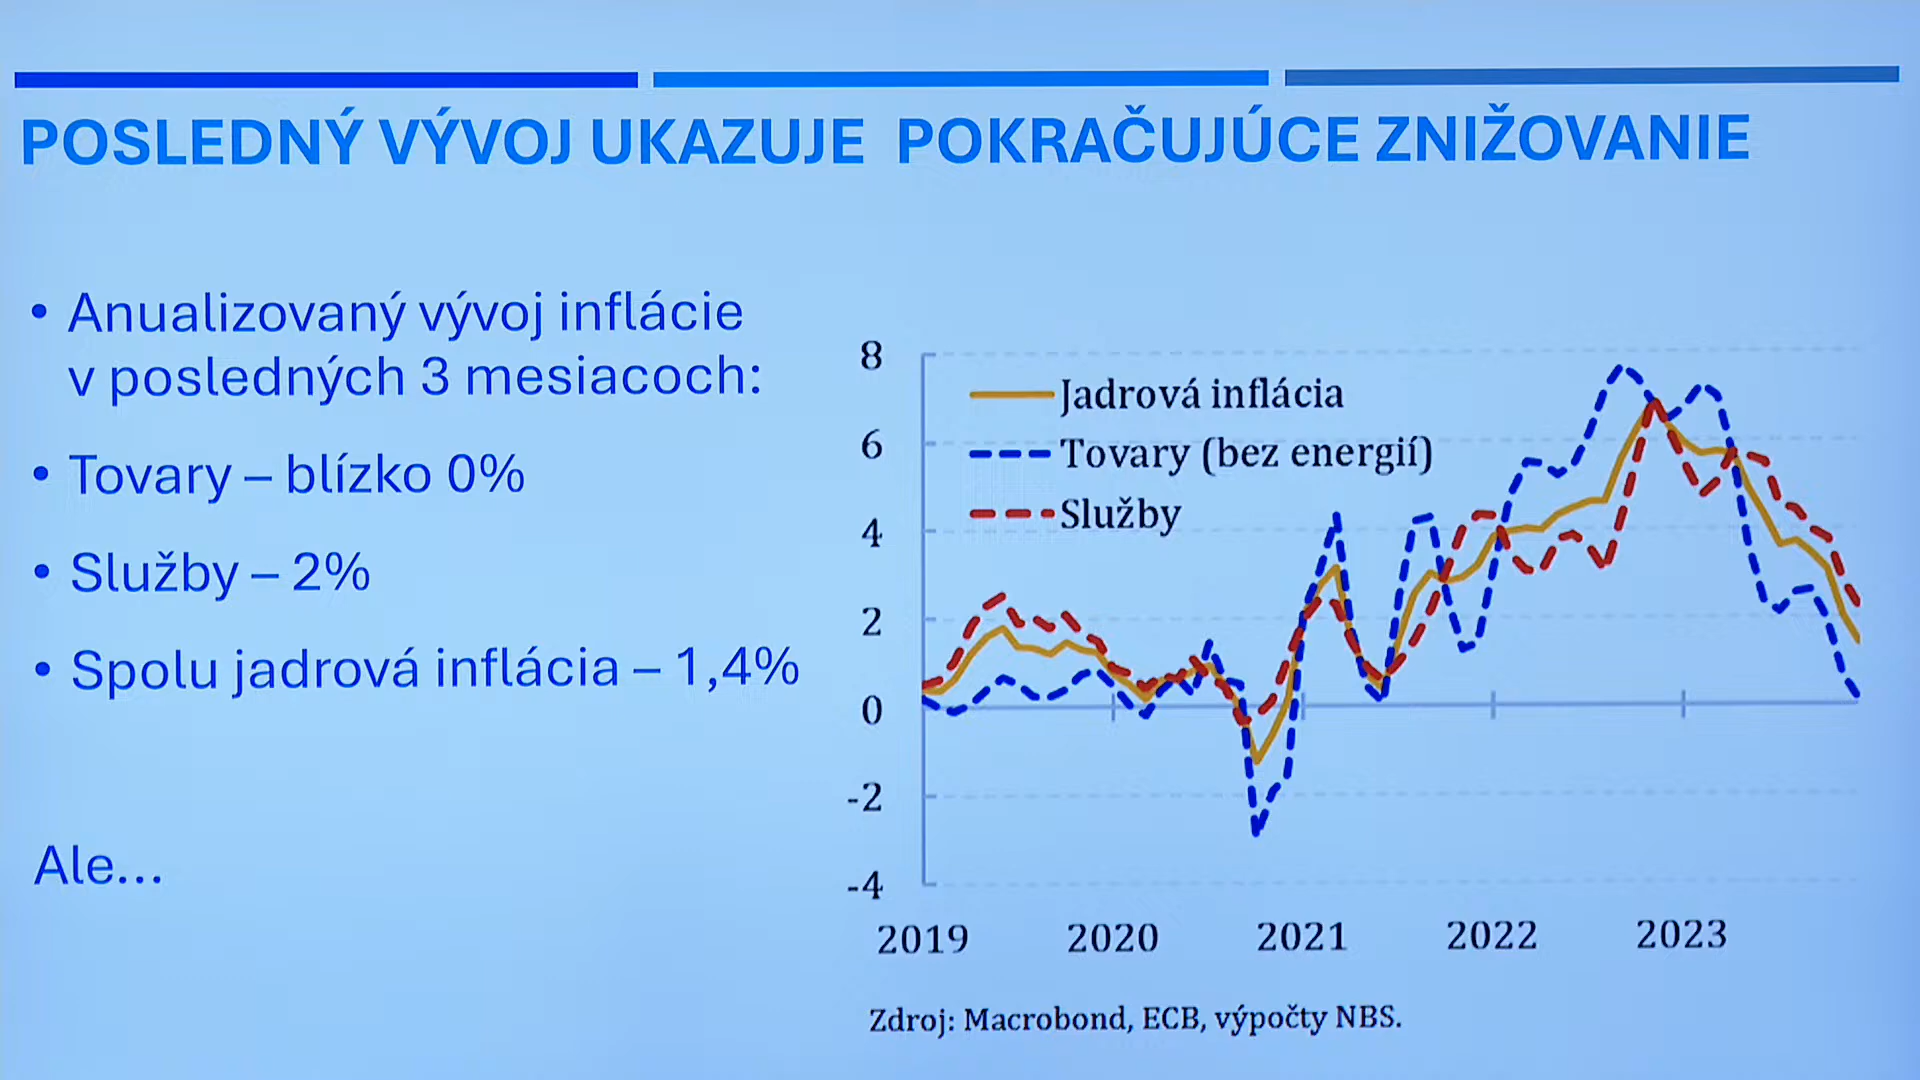 POSLEDNÝ VÝVOJ UKAZUJE POKRAČUJÚCE ZNIŽOVANIE
• Anualizovaný vývoj inflácie
v posledných 3 mesiacoch:
• Tovary – blízko 0%
• Služby – 2%
• Spolu jadrová inflácia – 1,4%
Ale...
8
6
4
2
0
-2
-4
Jadrová inflácia
Tovary (bez energií)
Služby
2019 2020 2021 2022 2023
Zdroj: Macrobond, ECB, výpočty NBS.